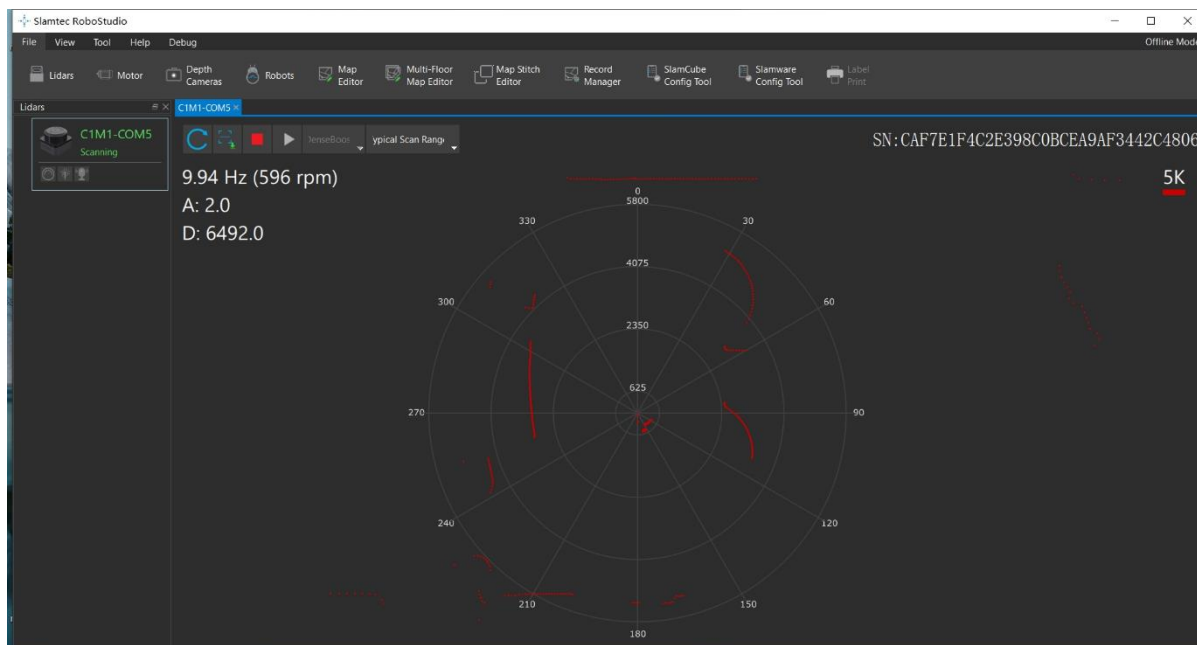 Slamtec RoboStudio
File View Tool Help Debug
Offline Mode
Lidars
Motor
Depth Cameras
Robots
Map Editor
Multi-Floor Map Editor
Map Stitch Editor
Record Manager
SlamCube Config Tool
Slamware Config Tool
Label Print
Lidars
C1M1-COM5
C1M1-COM5
Scanning
ypical Scan Rang
SN:CAF7E1F4C2E398C0BCEA9AF3442C4806
9.94 Hz (596 rpm)
A: 2.0
D: 6492.0
5K
0
5800
330
30
4075
300
60
2350
625
270
90
240
120
210
150
180